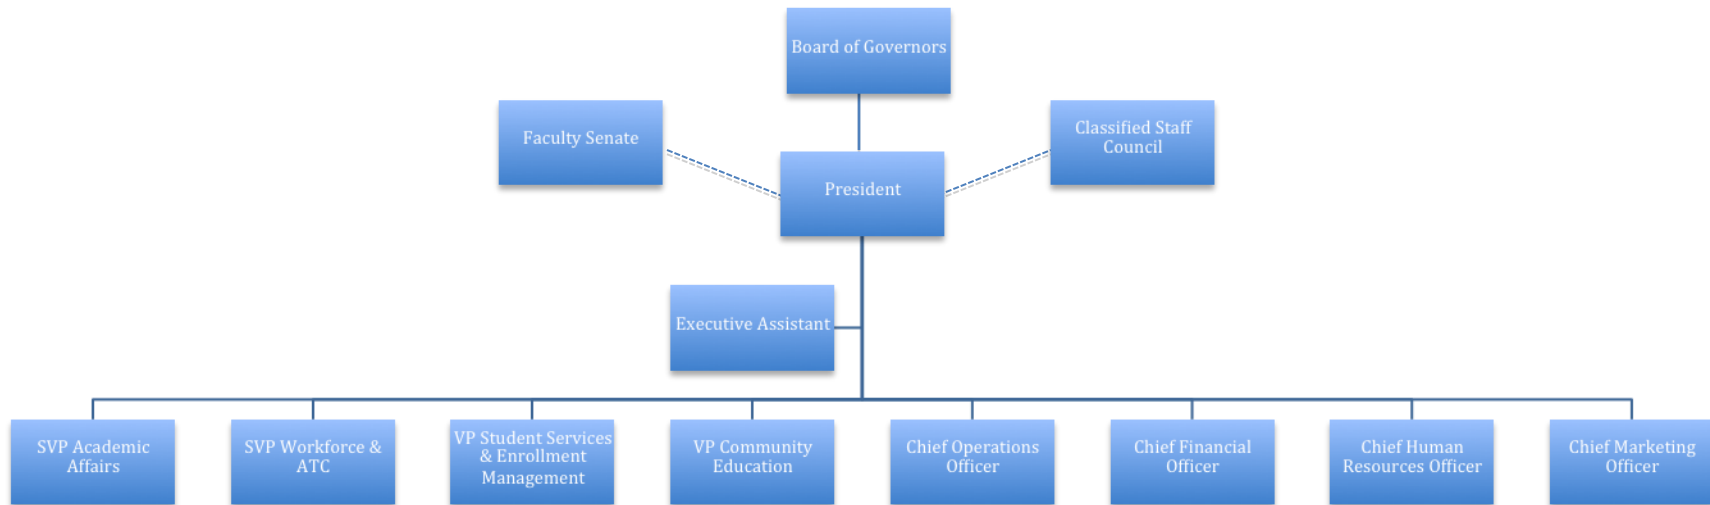 Board of Governors
Faculty Senate
Classified Staff
Council
President
Executive Assistant
SVP Academic
Affairs
SVP Workforce &
ATC
VP Student Services
& Enrollment
Management
VP Community
Education
Chief Operations
Officer
Chief Financial
Officer
Chief Human
Resources Officer
Chief Marketing
Officer